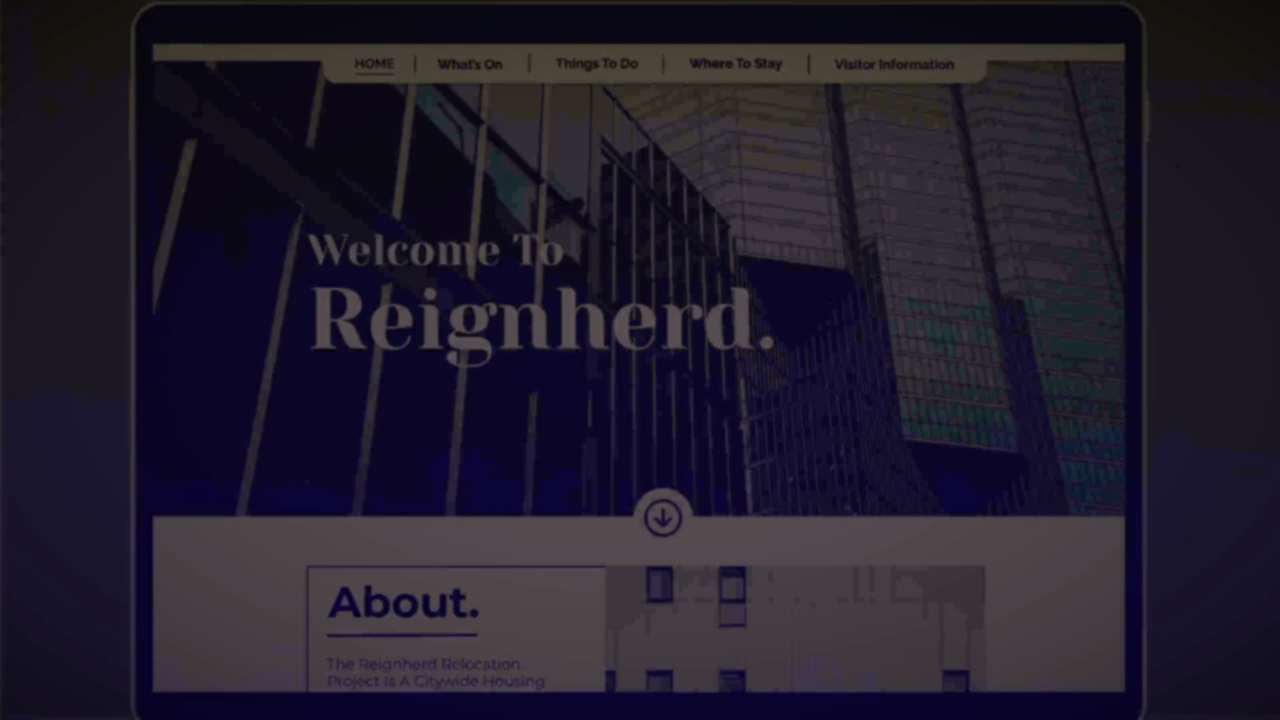 HOME | What's On | Things To Do | Where To Stay | Visitor Information
Welcome To
Reignherd.
About.
The Reignherd Relocation
Project Is A Citywide Housing